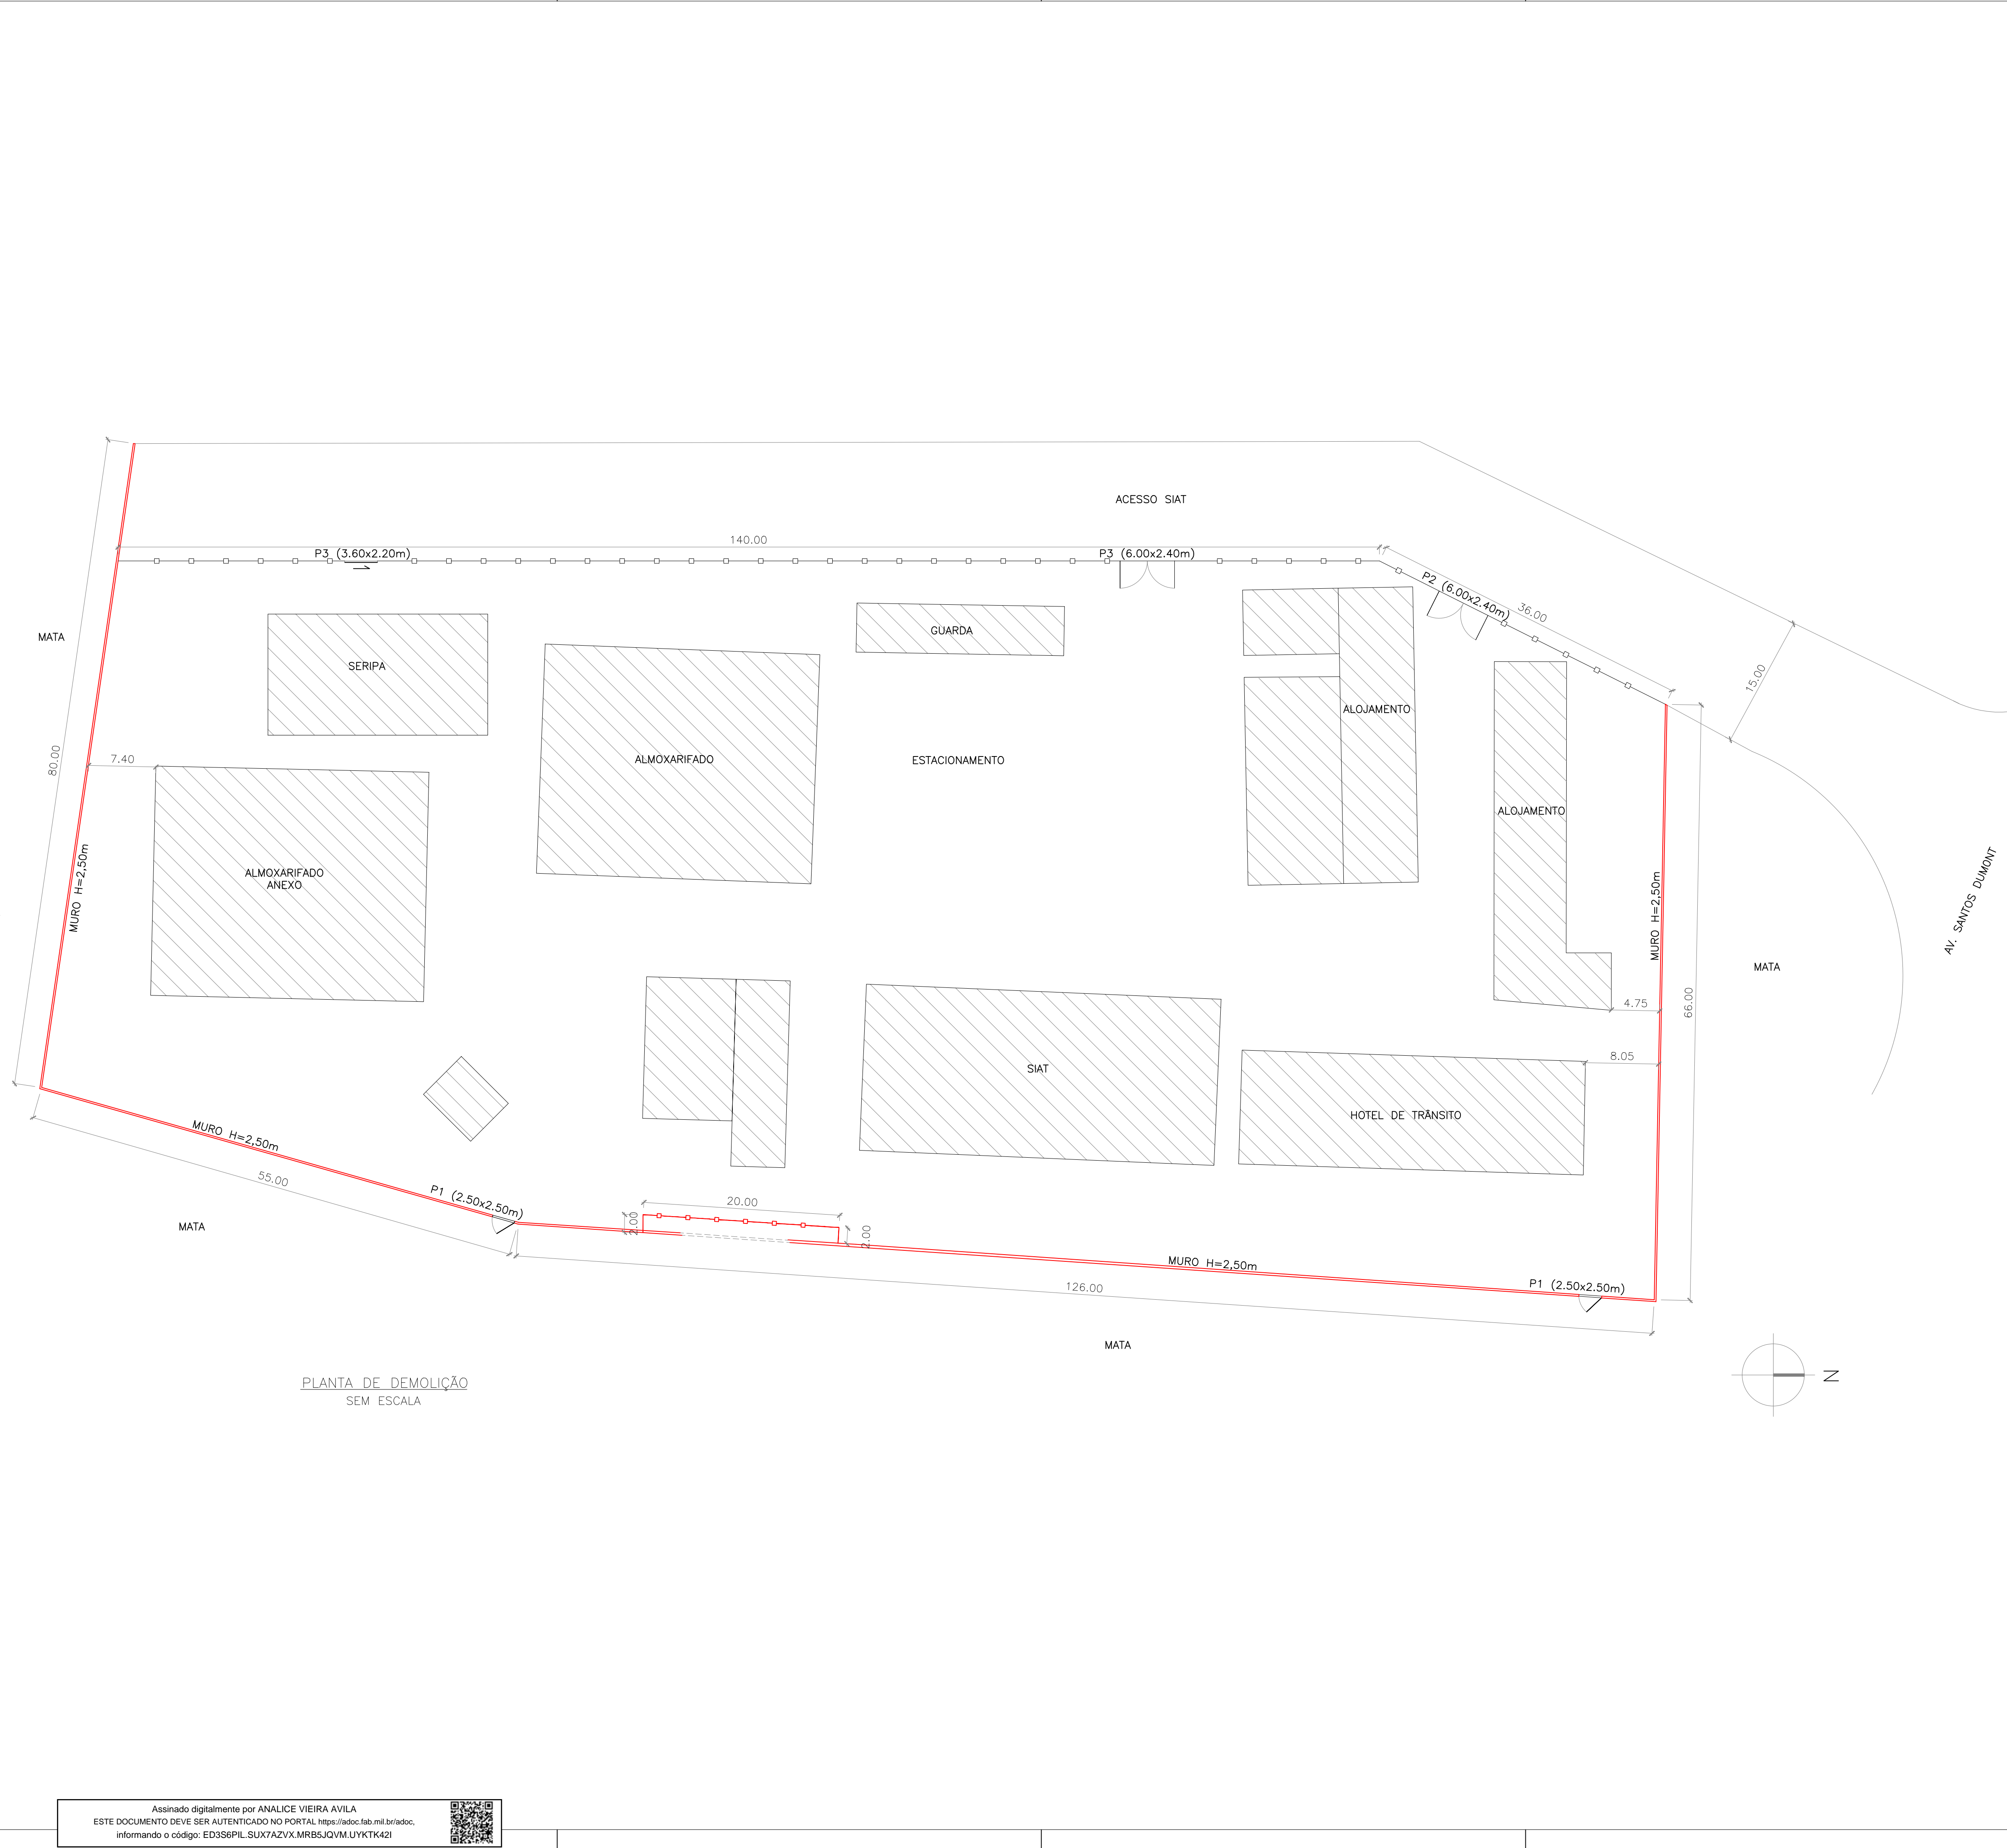 ACESSO SIAT
140.00
P3 (3.60x2.20m)
P3 (6.00x2.40m)
P2 (6.00x2.40m)
36.00
15.00
MATA
SERIPA
GUARDA
ALOJAMENTO
ALMOXARIFADO
ESTACIONAMENTO
80.00
7.40
ALOJAMENTO
ALMOXARIFADO
ANEXO
MURO H=2,50m
MURO H=2,50m
AV. SANTOS DUMONT
MATA
66.00
4.75
8.05
SIAT
HOTEL DE TRÂNSITO
MURO H=2,50m
55.00
P1 (2.50x2.50m)
20.00
2.00
2.00
MATA
MURO H=2,50m
126.00
P1 (2.50x2.50m)
MATA
N
PLANTA DE DEMOLIÇÃO
SEM ESCALA
Assinado digitalmente por ANALICE VIEIRA AVILA
ESTE DOCUMENTO DEVE SER AUTENTICADO NO PORTAL https://adoc.fab.mil.br/adoc,
informando o código: ED3S6PIL.SUX7AZVX.MRB5JQVM.UYKTK42I